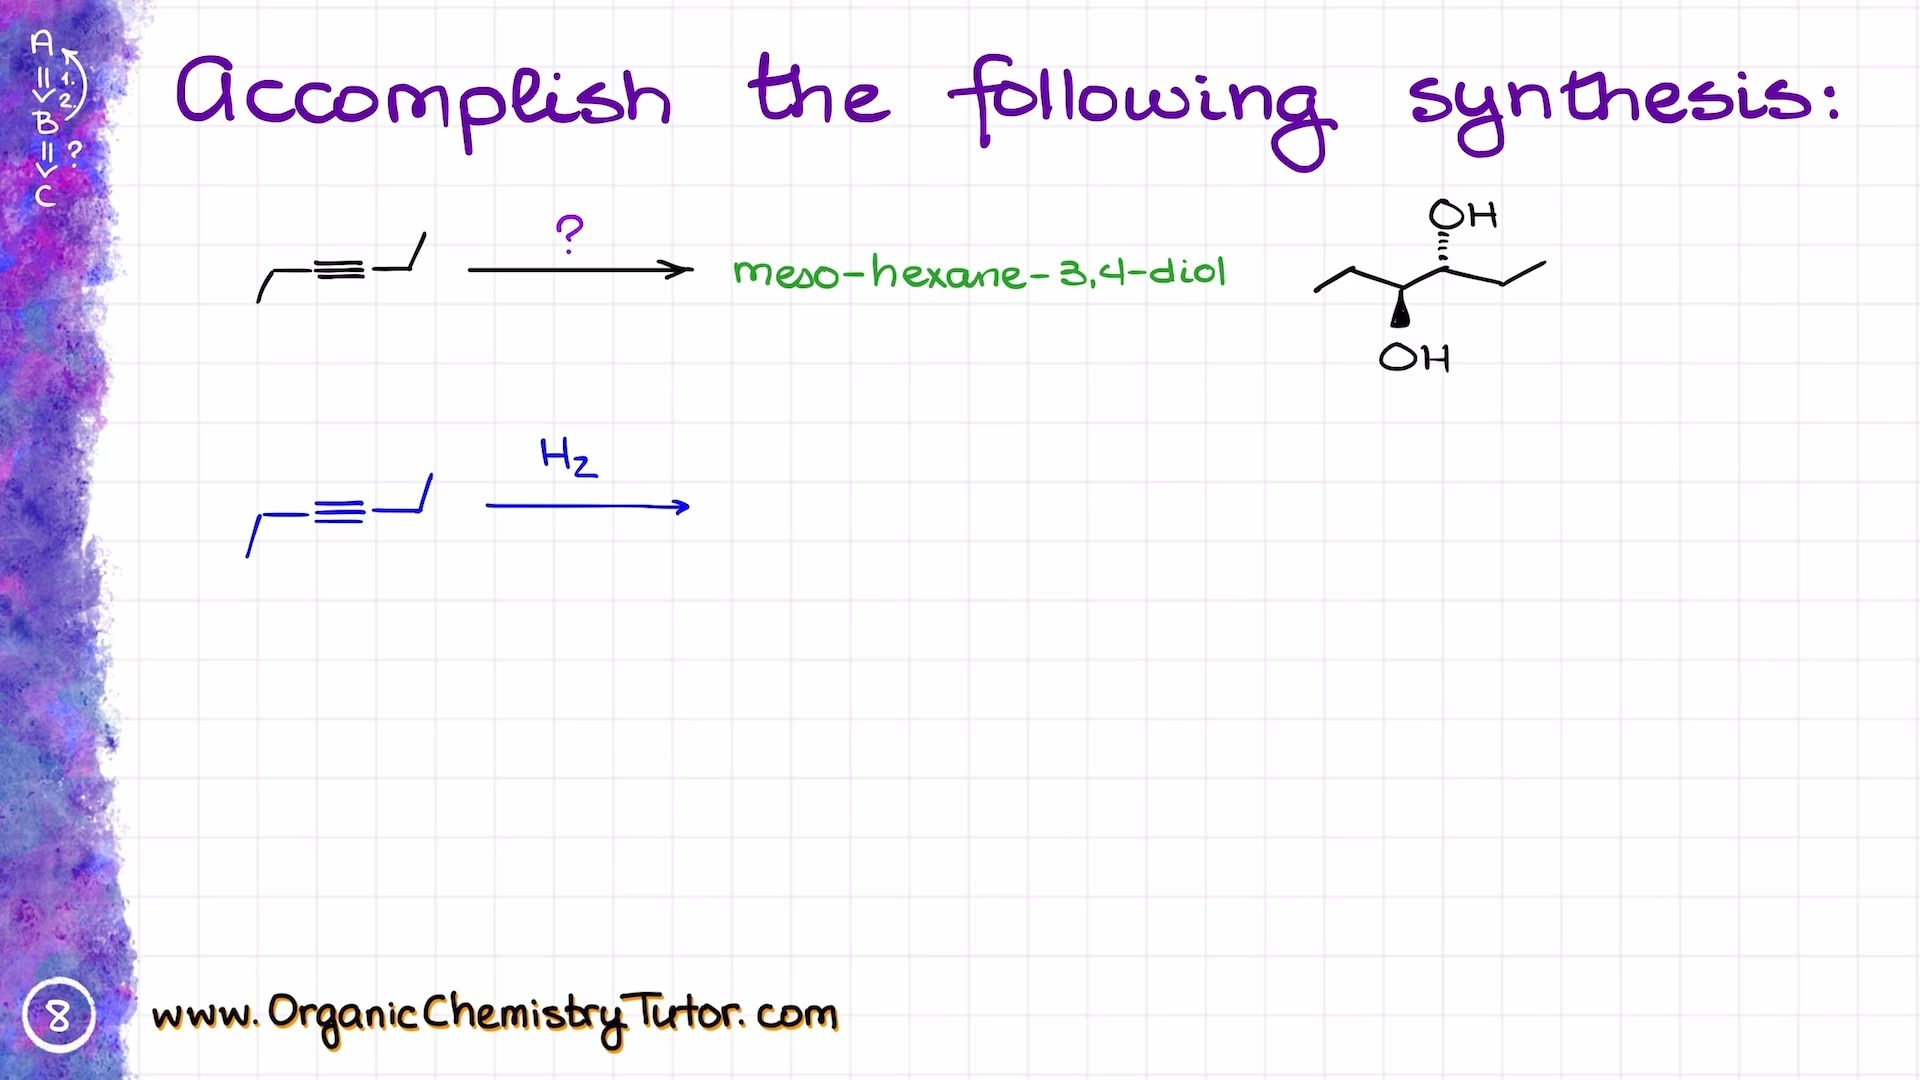 A
1.
2.
B
?
C
Accomplish the following synthesis:
?
meso-hexane-3,4-diol
OH
OH
H2
8
www.OrganicChemistryTutor.com